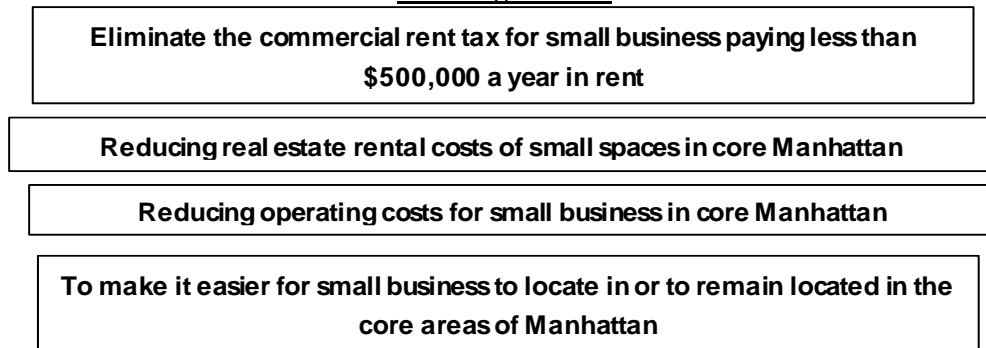 Eliminate the commercial rent tax for small business paying less than
$500,000 a year in rent
Reducing real estate rental costs of small spaces in core Manhattan
Reducing operating costs for small business in core Manhattan
To make it easier for small business to locate in or to remain located in the
core areas of Manhattan